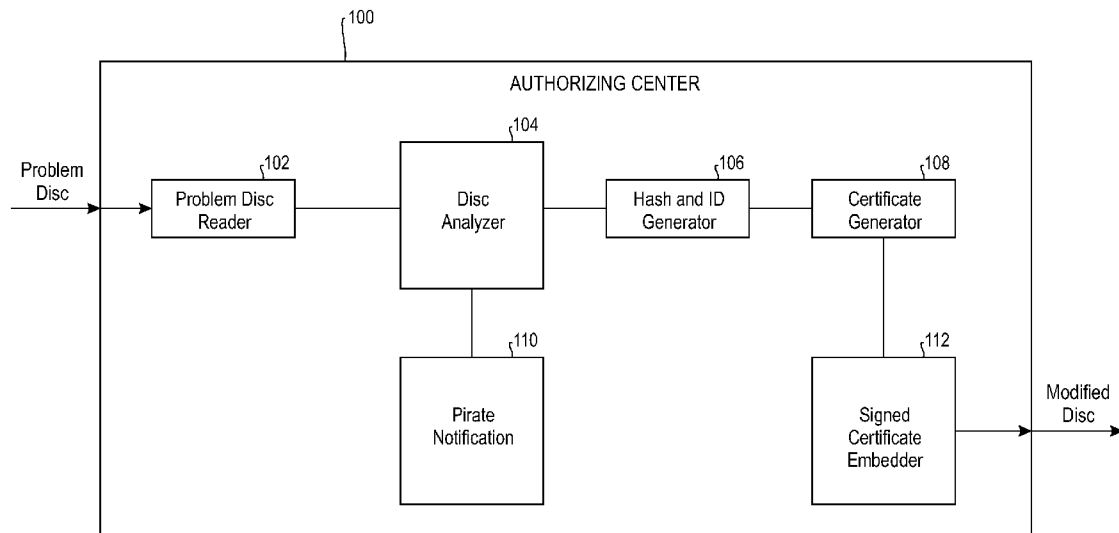 100
AUTHORIZING CENTER
Problem
Disc
102
Problem Disc
Reader
104
Disc
Analyzer
106
Hash and ID
Generator
108
Certificate
Generator
110
Pirate
Notification
112
Signed
Certificate
Embedder
Modified
Disc